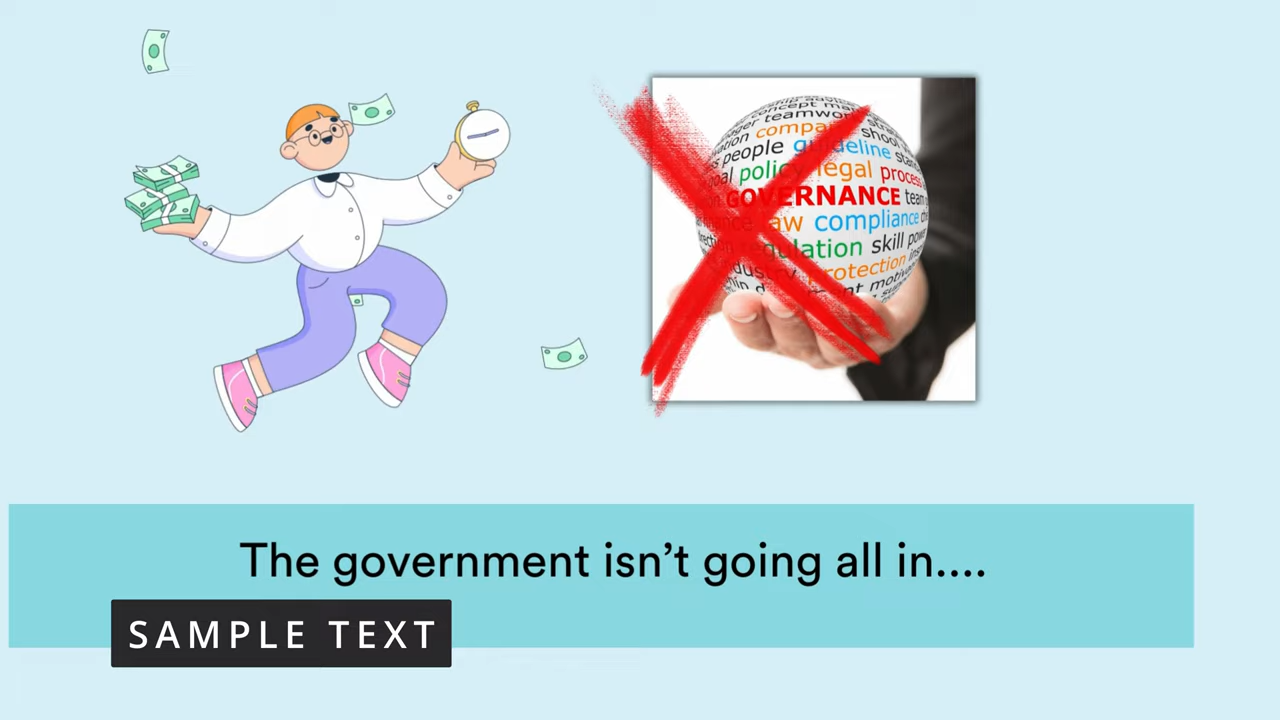 concept
teamwork
people guideline
policy legal process
GOVERNANCE team
law compliance
regulation skill
industry protection
The government isn’t going all in....
SAMPLE TEXT